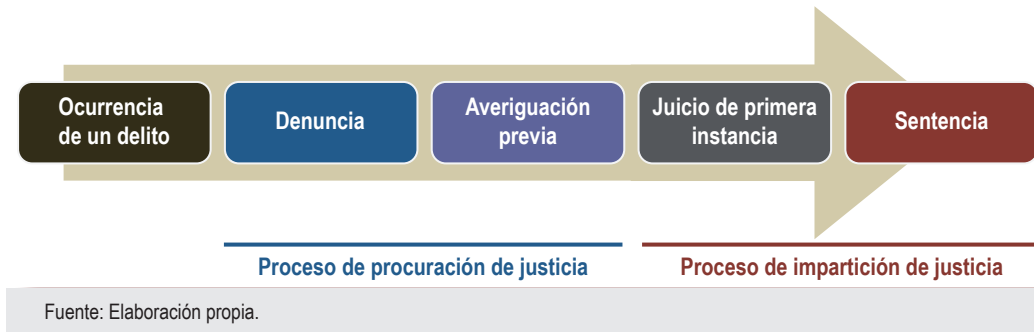 Ocurrencia
de un delito
Denuncia
Averiguación
previa
Juicio de primera
instancia
Sentencia
Proceso de procuración de justicia
Proceso de impartición de justicia
Fuente: Elaboración propia.